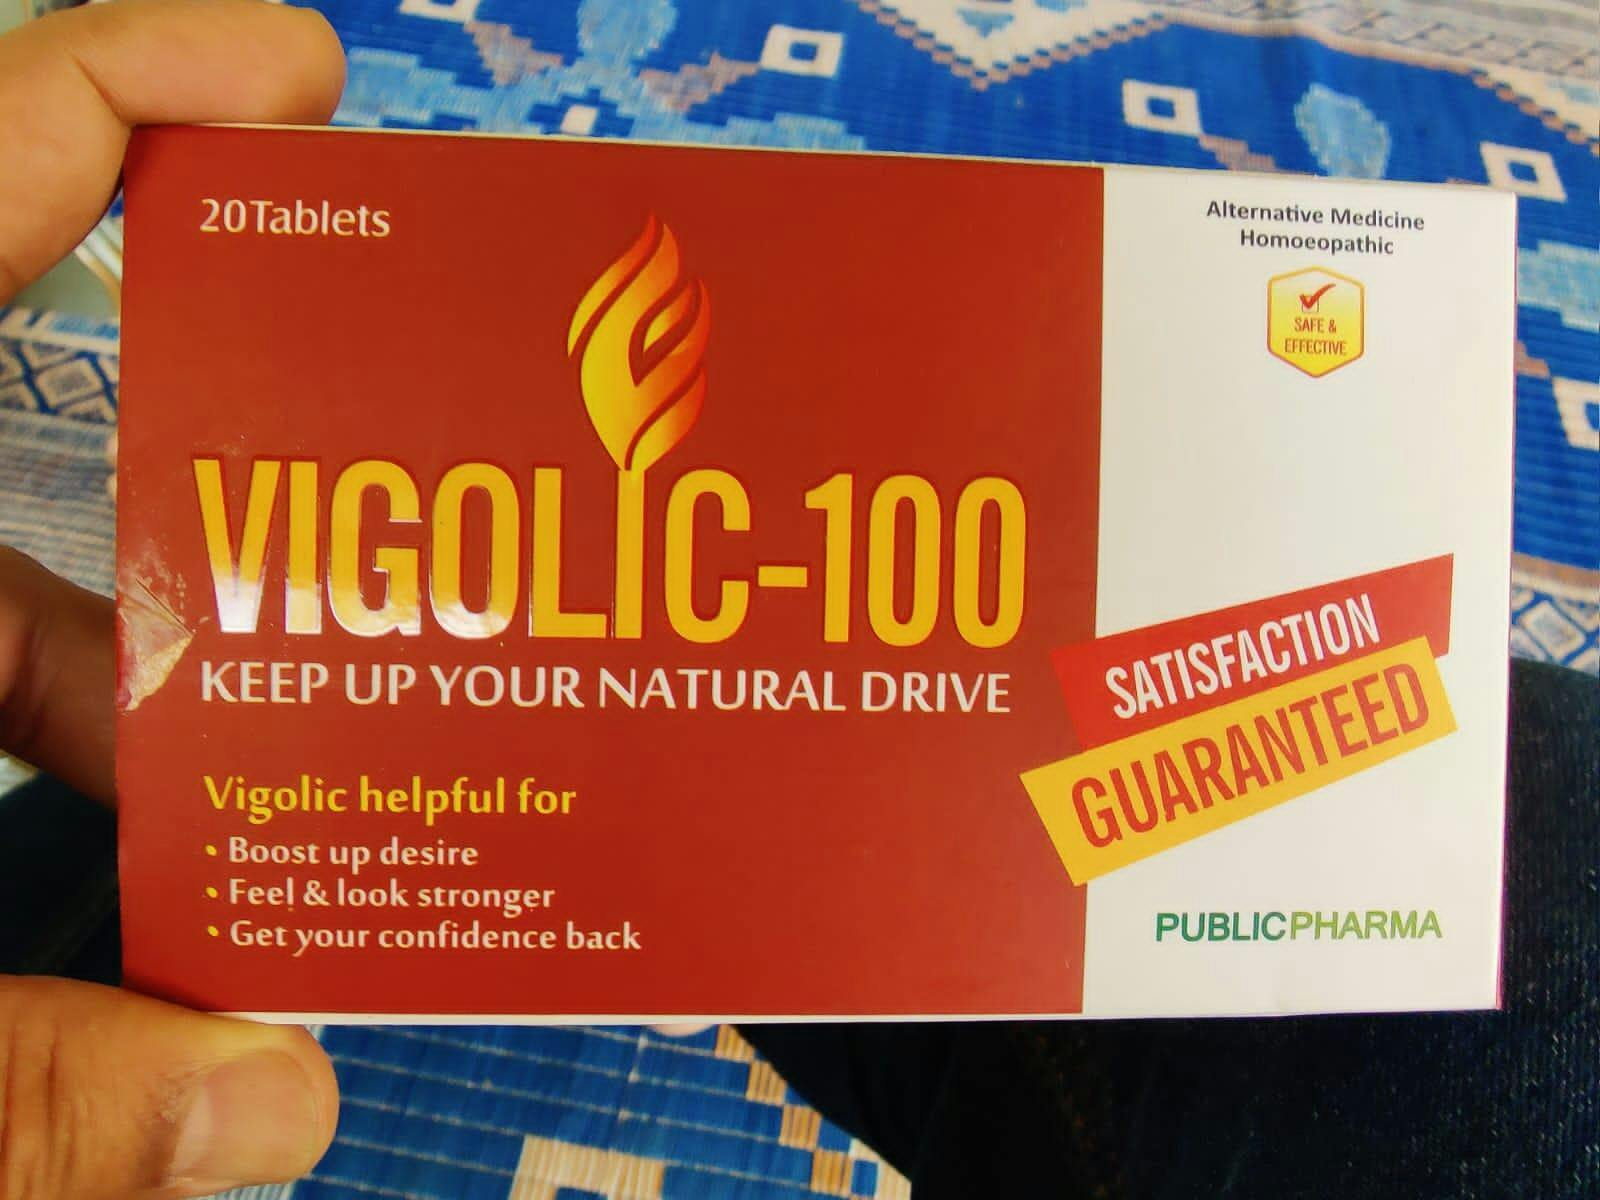 20Tablets
VIGOLIC-100
KEEP UP YOUR NATURAL DRIVE
Vigolic helpful for
• Boost up desire
• Feel & look stronger
• Get your confidence back
Alternative Medicine
Homoeopathic
SAFE &
EFFECTIVE
SATISFACTION
GUARANTEED
PUBLICPHARMA